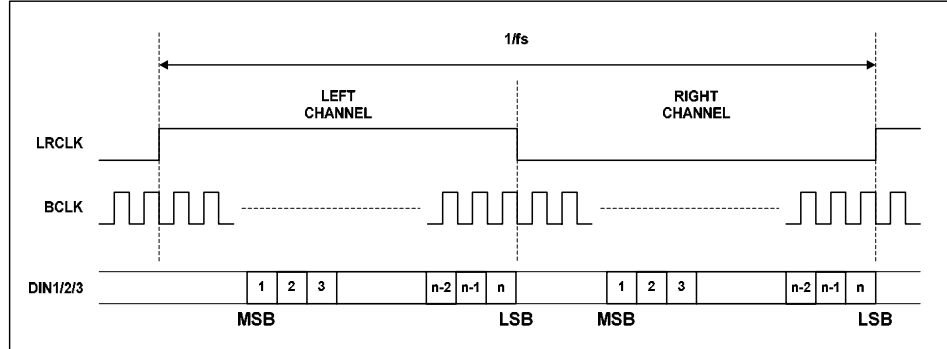 1/fs
LEFT
CHANNEL
RIGHT
CHANNEL
LRCLK
BCLK
DIN1/2/3 1 2 3 n-2 n-1 n 1 2 3 n-2 n-1 n
MSB LSB MSB LSB